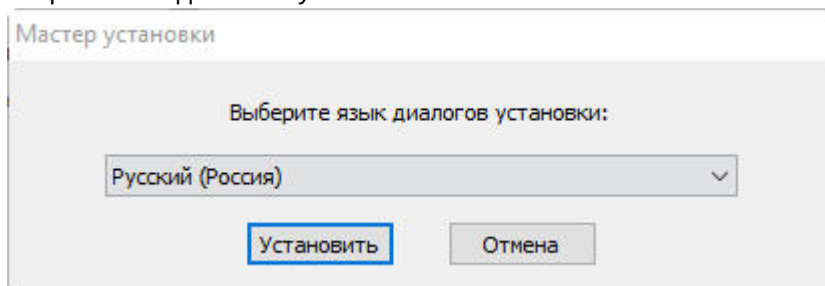 Мастер установки
Выберите язык диалогов установки:
Русский (Россия)
Установить Отмена